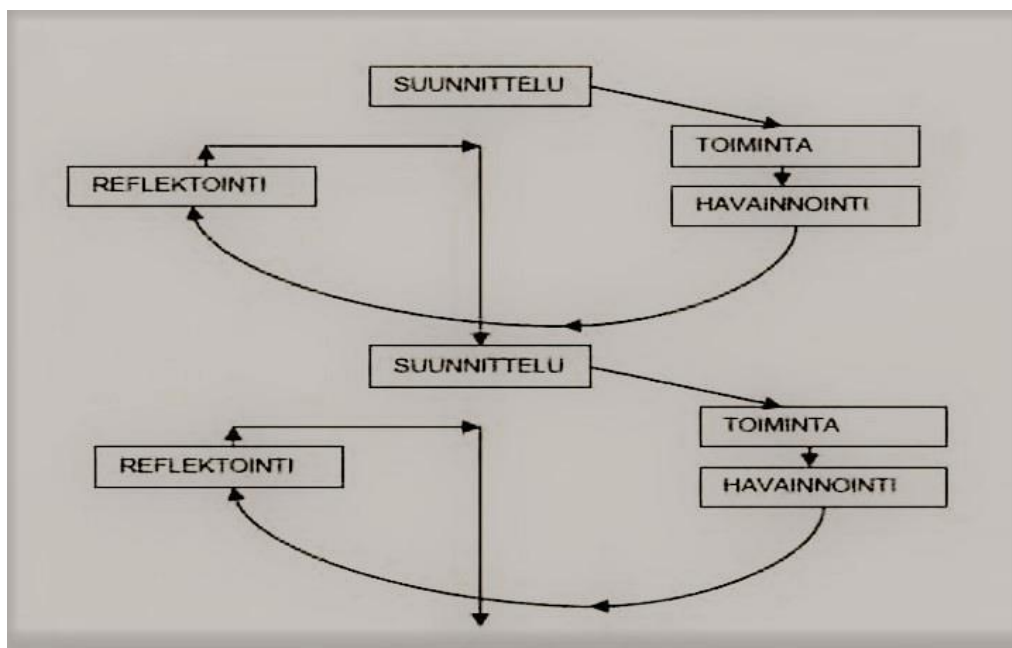 SUUNNITTELU
TOIMINTA
REFLEKTOINTI
HAVAINNOINTI
SUUNNITTELU
TOIMINTA
REFLEKTOINTI
HAVAINNOINTI